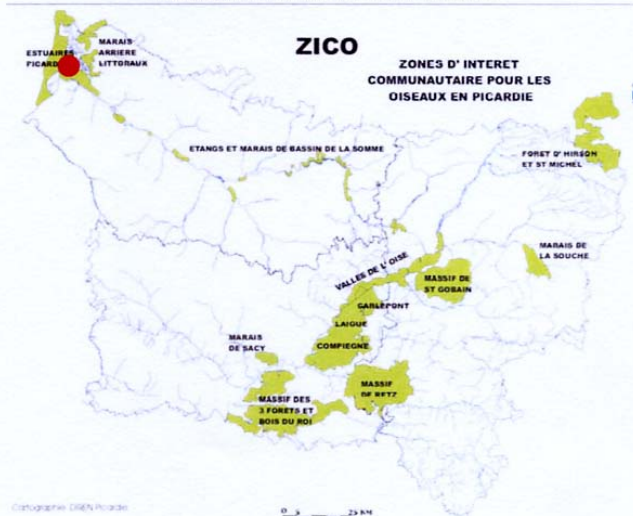 ZICO
ZONES D' INTERET
COMMUNAUTAIRE POUR LES
OISEAUX EN PICARDIE
MARAIS
ARRIERE
LITTORAUX
ESTUAIRES
PICARD
ETANGS ET MARAIS DE BASSIN DE LA SOMME
FORET D' HIRSON
ET ST MICHEL
MARAIS DE
LA SOUCHE
VALLES DE L' OISE
MASSIF DE
ST GOBAIN
CARLEPONT
LAIGUE
COMPIEGNE
MARAIS
DE SACY
MASSIF
DE RETZ
MASSIF DES
3 FORETS ET
BOIS DU ROI
Cartographie DIREN Picardie
0 5 25 KM